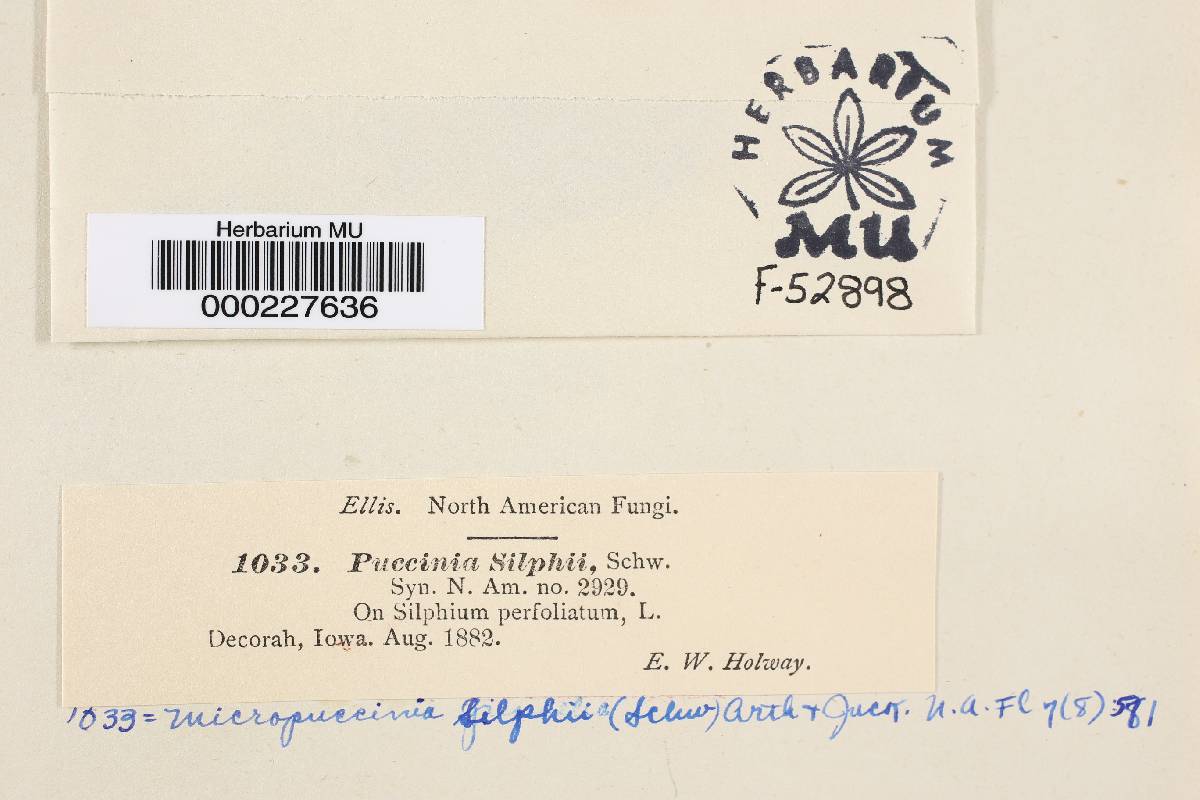 HERBARIUM
MU
F-52898
Herbarium MU
000227636
Ellis. North American Fungi.
1033. Puccinia Silphii, Schw.
Syn. N. Am. no. 2929.
On Silphium perfoliatum, L.
Decorah, Iowa. Aug. 1882.
E. W. Holway.
1033 = Micropuccinia silphii (Schw) Arth & Jack. N. A. Fl 7(8) 581